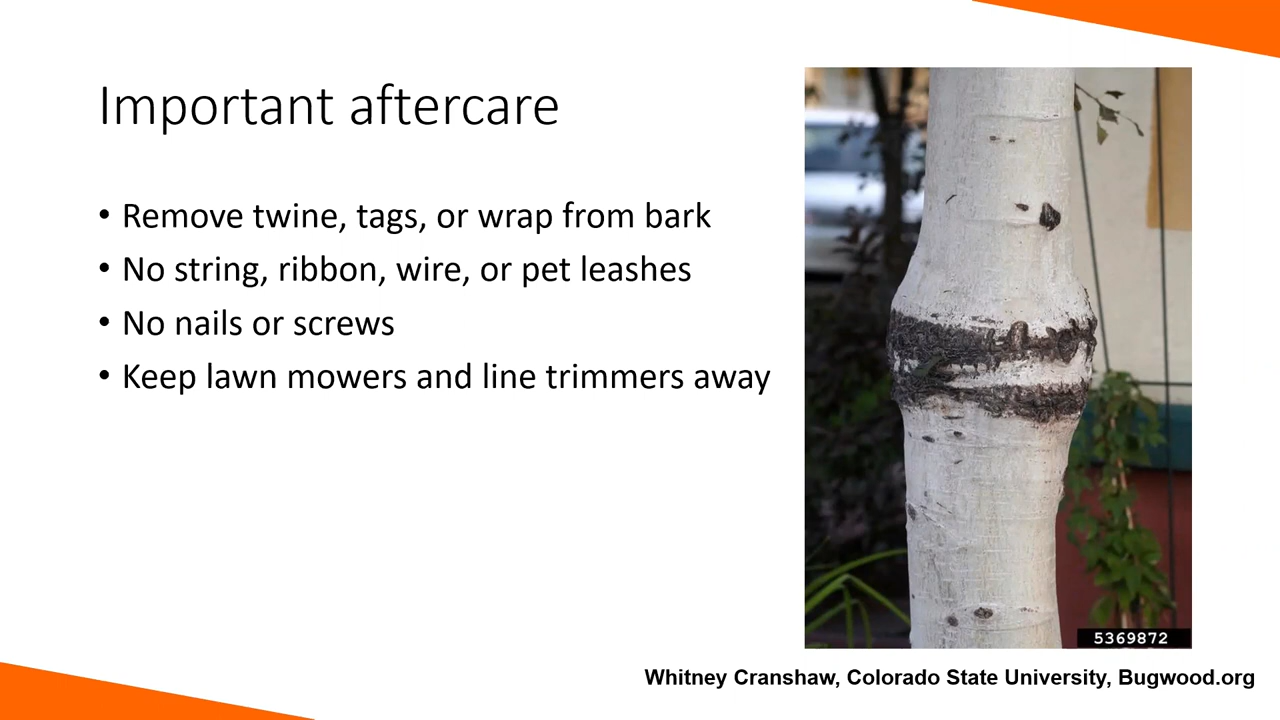 Important aftercare
• Remove twine, tags, or wrap from bark
• No string, ribbon, wire, or pet leashes
• No nails or screws
• Keep lawn mowers and line trimmers away
5369872
Whitney Cranshaw, Colorado State University, Bugwood.org